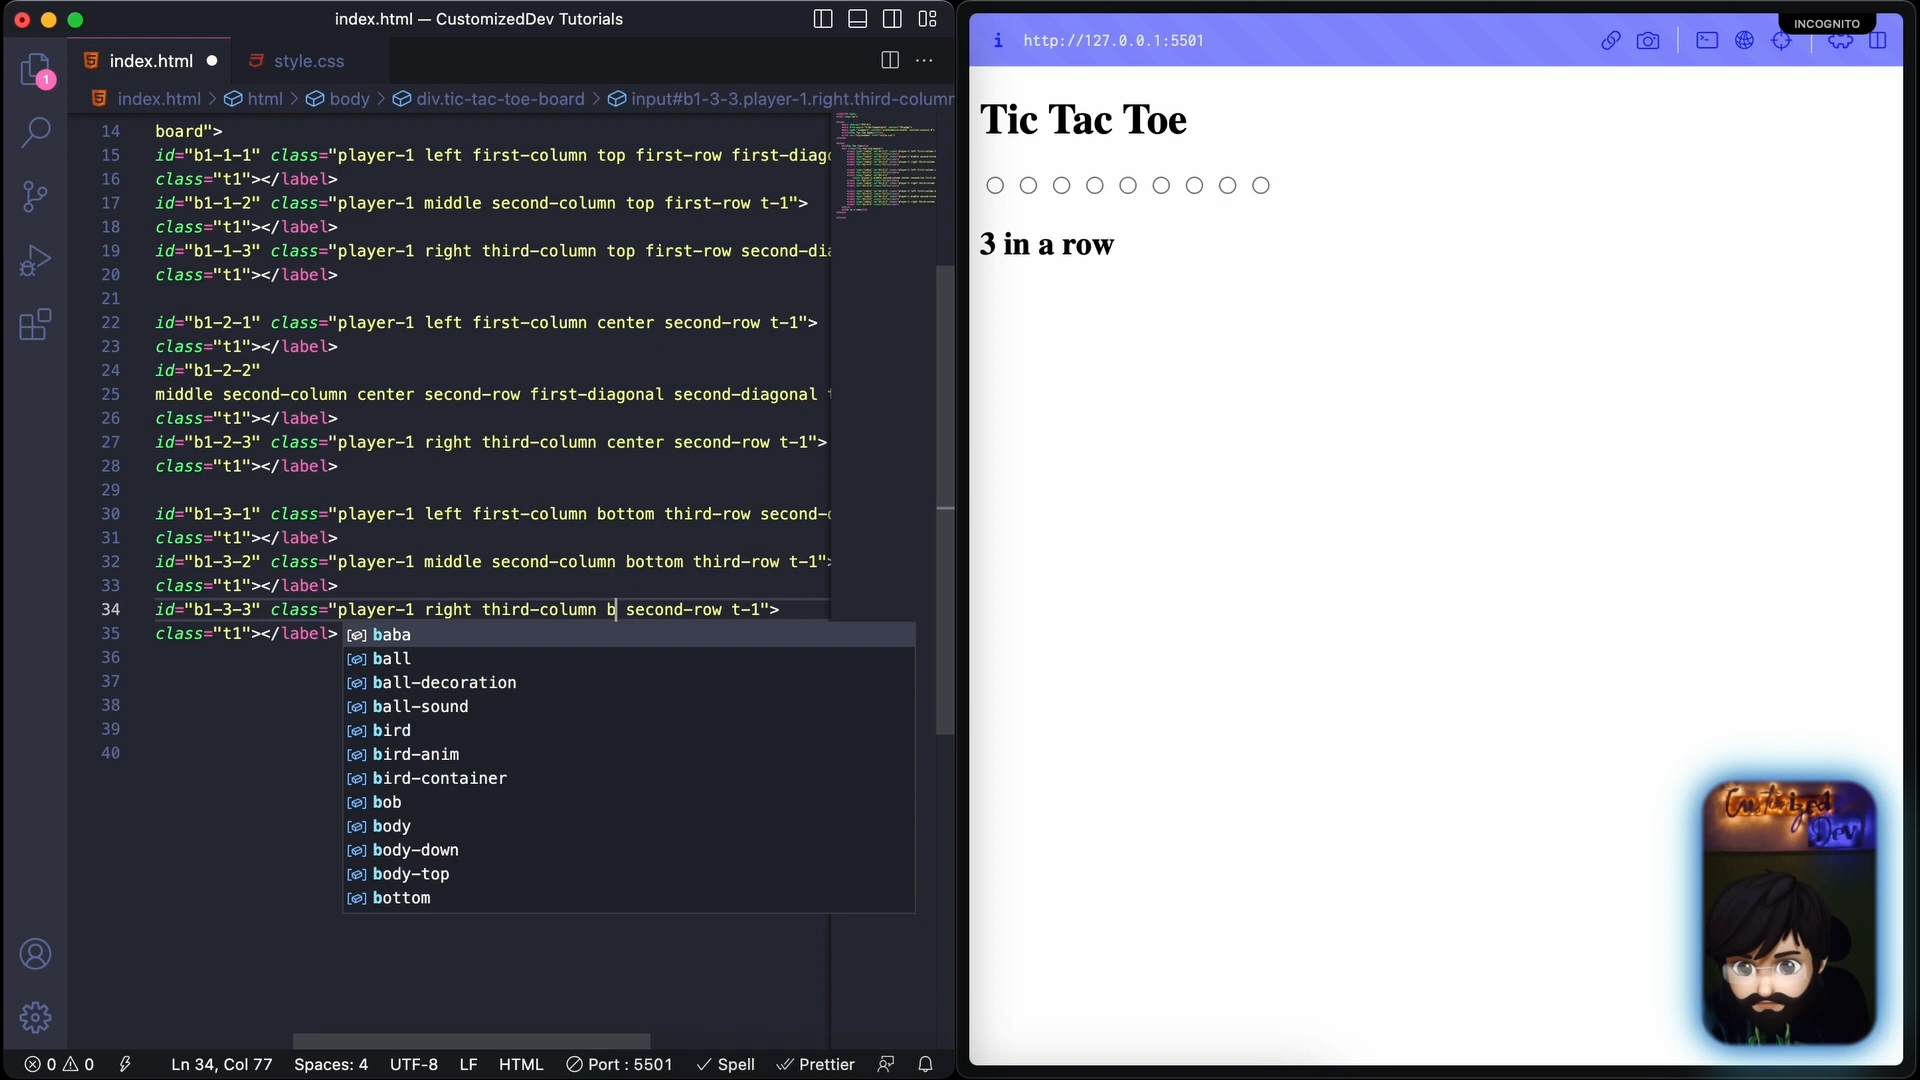 index.html — CustomizedDev Tutorials
index.html
style.css
1
index.html > html > body > div.tic-tac-toe-board > input#b1-3-3.player-1.right.third-column
14 board">
15 id="b1-1-1" class="player-1 left first-column top first-row first-diago
16 class="t1"></label>
17 id="b1-1-2" class="player-1 middle second-column top first-row t-1">
18 class="t1"></label>
19 id="b1-1-3" class="player-1 right third-column top first-row second-dia
20 class="t1"></label>
21
22 id="b1-2-1" class="player-1 left first-column center second-row t-1">
23 class="t1"></label>
24 id="b1-2-2"
25 middle second-column center second-row first-diagonal second-diagonal t
26 class="t1"></label>
27 id="b1-2-3" class="player-1 right third-column center second-row t-1">
28 class="t1"></label>
29
30 id="b1-3-1" class="player-1 left first-column bottom third-row second-d
31 class="t1"></label>
32 id="b1-3-2" class="player-1 middle second-column bottom third-row t-1">
33 class="t1"></label>
34 id="b1-3-3" class="player-1 right third-column b second-row t-1">
35 class="t1"></label>
36
37
38
39
40
baba
ball
ball-decoration
ball-sound
bird
bird-anim
bird-container
bob
body
body-down
body-top
bottom
0 0 Ln 34, Col 77 Spaces: 4 UTF-8 LF HTML Port : 5501 Spell Prettier
INCOGNITO
i http://127.0.0.1:5501
Tic Tac Toe
3 in a row
Customized
Dev